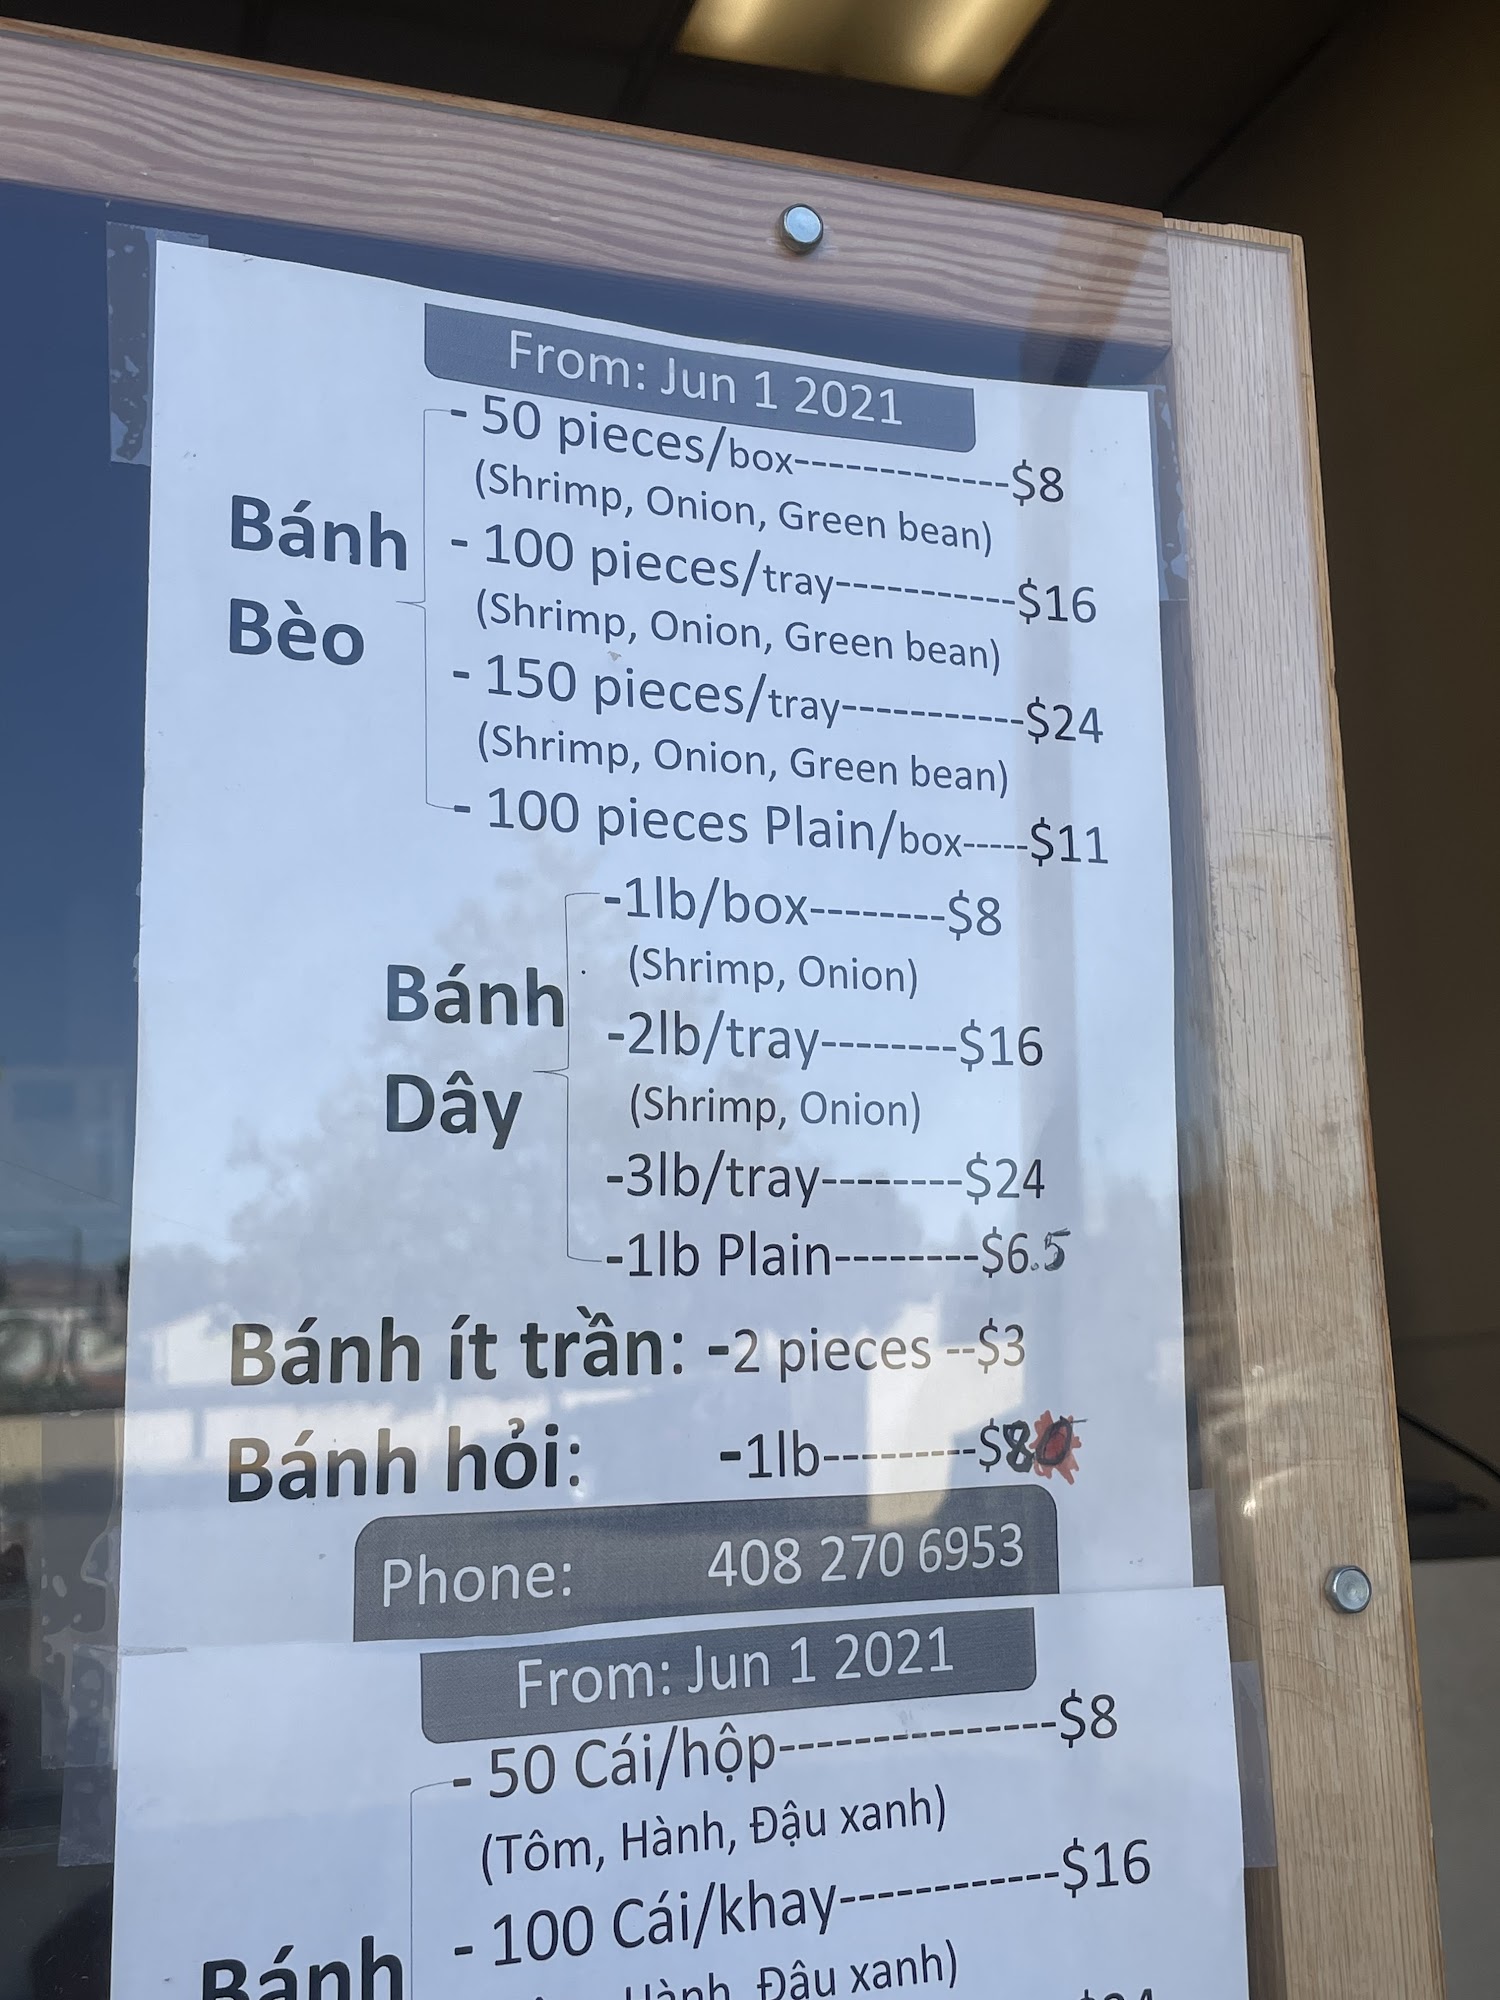 From: Jun 1 2021
- 50 pieces/box-------------$8
(Shrimp, Onion, Green bean)
Bánh
- 100 pieces/tray-----------$16
(Shrimp, Onion, Green bean)
Bèo
- 150 pieces/tray-----------$24
(Shrimp, Onion, Green bean)
- 100 pieces Plain/box-----$11
-1lb/box--------$8
(Shrimp, Onion)
Bánh
-2lb/tray--------$16
(Shrimp, Onion)
Dây
-3lb/tray--------$24
-1lb Plain--------$6.5
Bánh ít trần: -2 pieces --$3
Bánh hỏi: -1lb---------$8
Phone: 408 270 6953
From: Jun 1 2021
- 50 Cái/hộp---------------$8
(Tôm, Hành, Đậu xanh)
- 100 Cái/khay------------$16
Bánh
Hành, Đậu xanh)